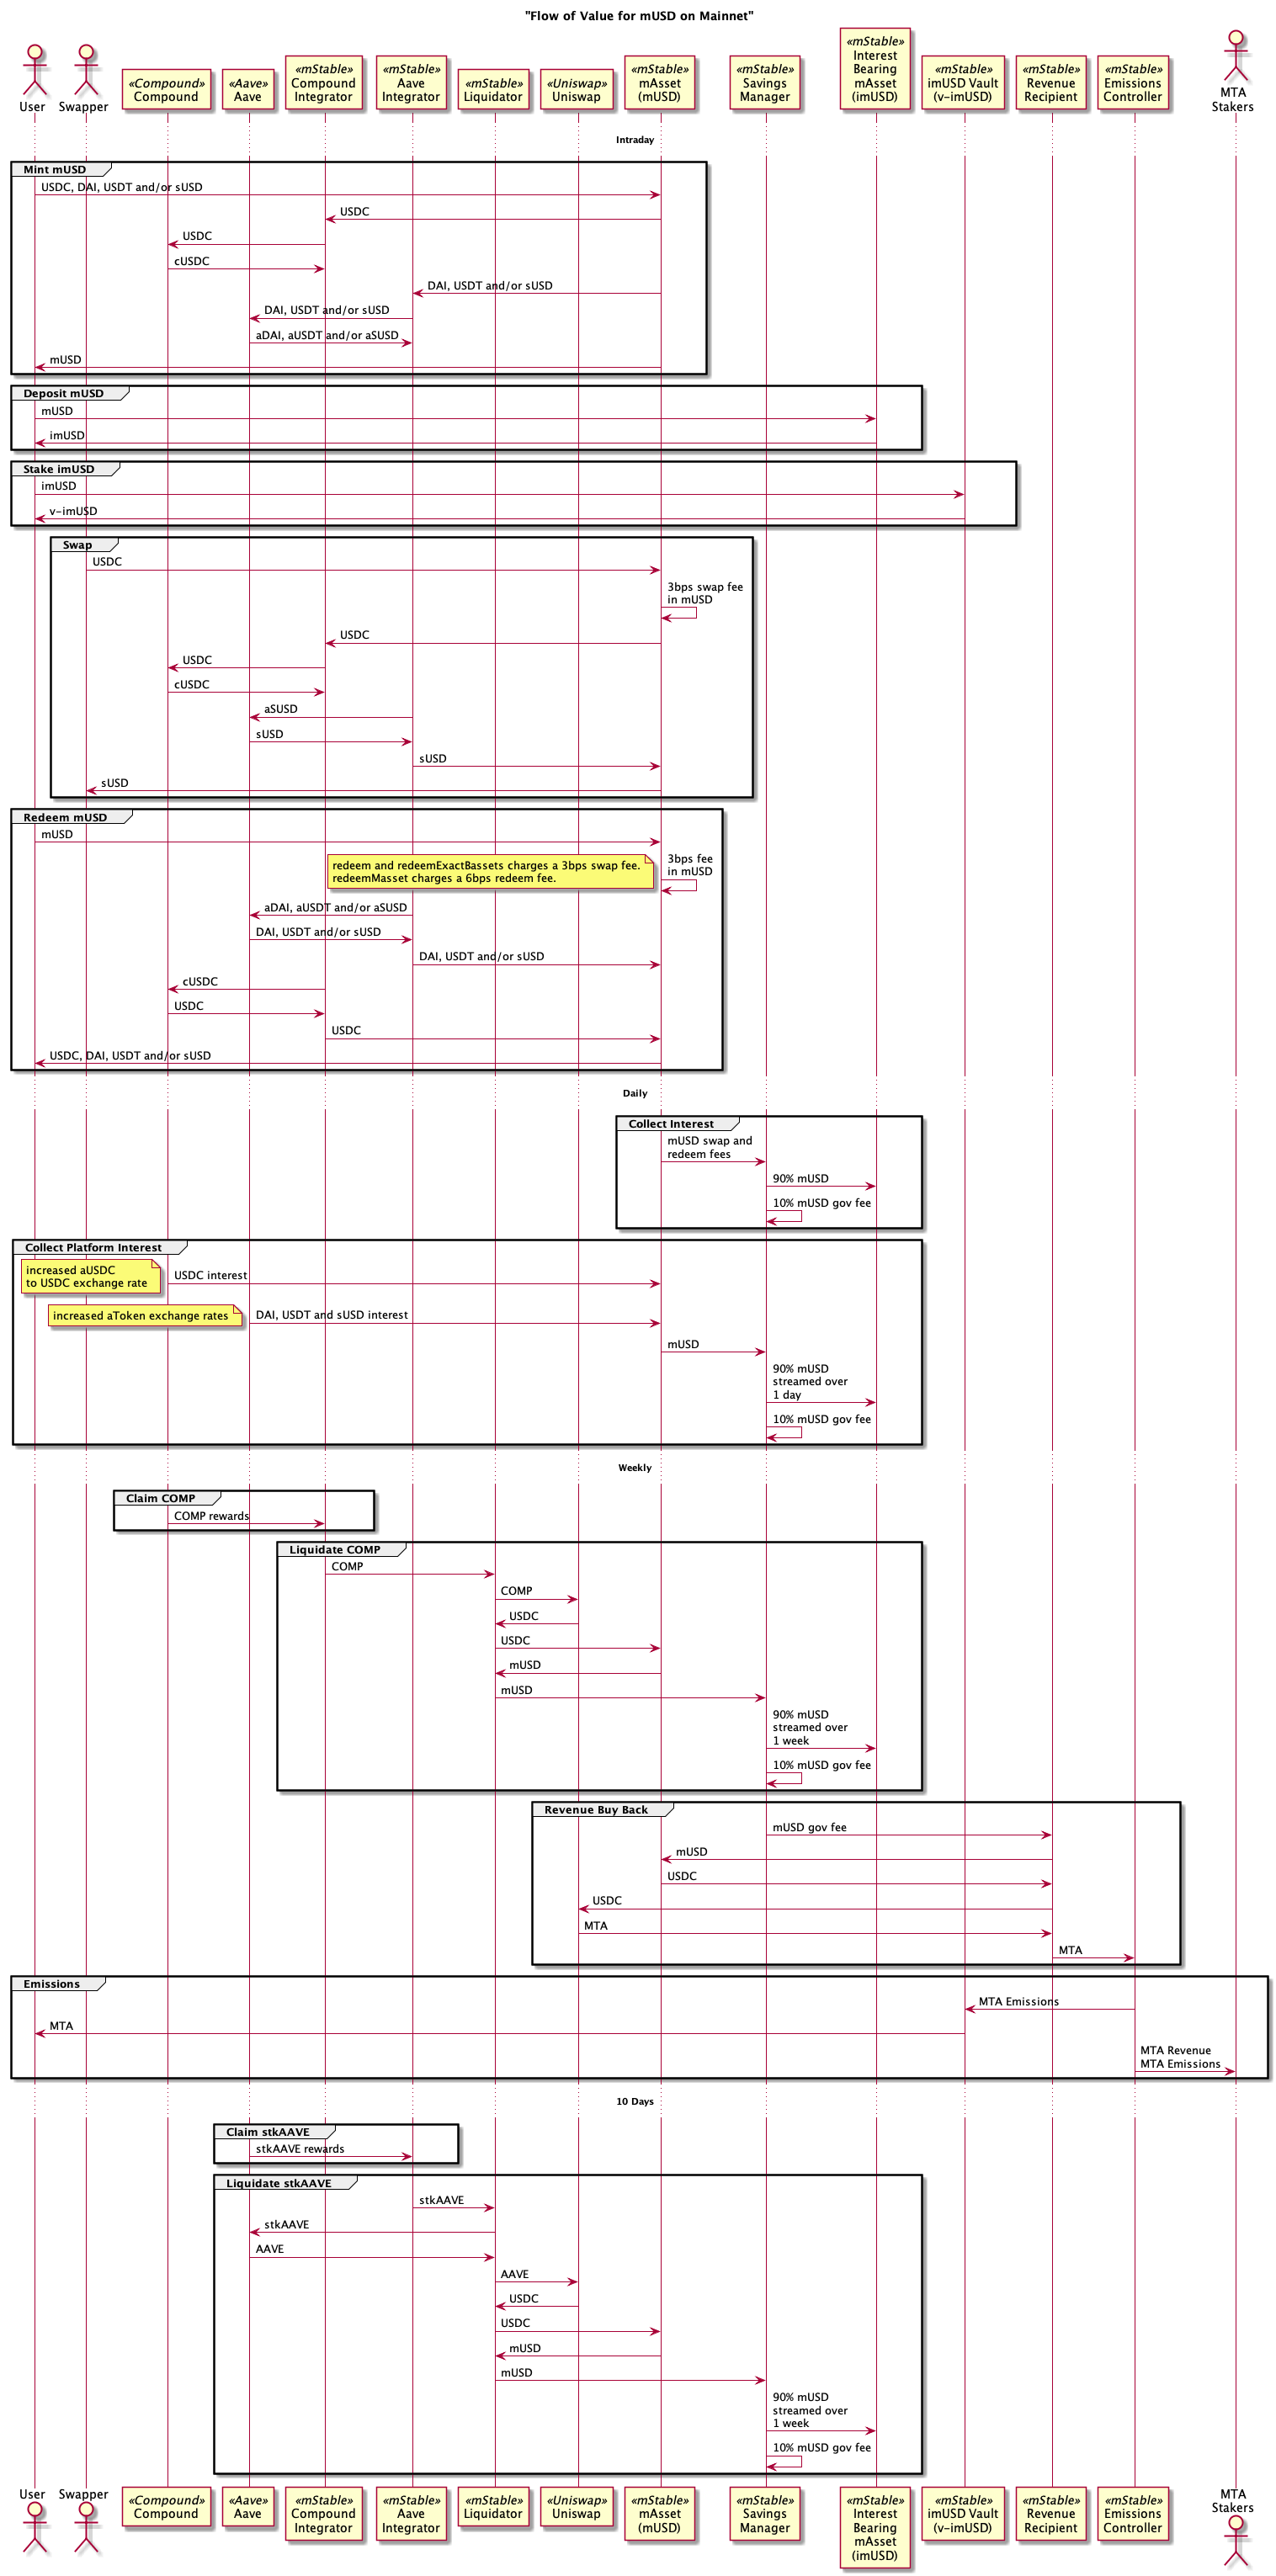 "Flow of Value for mUSD on Mainnet"
User
Swapper
«Compound»
Compound
«Aave»
Aave
«mStable»
Compound
Integrator
«mStable»
Aave
Integrator
«mStable»
Liquidator
«Uniswap»
Uniswap
«mStable»
mAsset
(mUSD)
«mStable»
Savings
Manager
«mStable»
Interest
Bearing
mAsset
(imUSD)
«mStable»
imUSD Vault
(v-imUSD)
«mStable»
Revenue
Recipient
«mStable»
Emissions
Controller
MTA
Stakers
Intraday
Mint mUSD
USDC, DAI, USDT and/or sUSD
USDC
USDC
cUSDC
DAI, USDT and/or sUSD
DAI, USDT and/or sUSD
aDAI, aUSDT and/or aSUSD
mUSD
Deposit mUSD
mUSD
imUSD
Stake imUSD
imUSD
v-imUSD
Swap
USDC
3bps swap fee
in mUSD
USDC
USDC
cUSDC
aSUSD
sUSD
sUSD
sUSD
Redeem mUSD
mUSD
3bps fee
in mUSD
redeem and redeemExactBassets charges a 3bps swap fee.
redeemMasset charges a 6bps redeem fee.
aDAI, aUSDT and/or aSUSD
DAI, USDT and/or sUSD
DAI, USDT and/or sUSD
cUSDC
USDC
USDC
USDC, DAI, USDT and/or sUSD
Daily
Collect Interest
mUSD swap and
redeem fees
90% mUSD
10% mUSD gov fee
Collect Platform Interest
increased aUSDC
to USDC exchange rate
USDC interest
increased aToken exchange rates
DAI, USDT and sUSD interest
mUSD
90% mUSD
streamed over
1 day
10% mUSD gov fee
Weekly
Claim COMP
COMP rewards
Liquidate COMP
COMP
COMP
USDC
USDC
mUSD
mUSD
90% mUSD
streamed over
1 week
10% mUSD gov fee
Revenue Buy Back
mUSD gov fee
mUSD
USDC
USDC
MTA
MTA
Emissions
MTA Emissions
MTA
MTA Revenue
MTA Emissions
10 Days
Claim stkAAVE
stkAAVE rewards
Liquidate stkAAVE
stkAAVE
stkAAVE
AAVE
AAVE
USDC
USDC
mUSD
mUSD
90% mUSD
streamed over
1 week
10% mUSD gov fee
User
Swapper
«Compound»
Compound
«Aave»
Aave
«mStable»
Compound
Integrator
«mStable»
Aave
Integrator
«mStable»
Liquidator
«Uniswap»
Uniswap
«mStable»
mAsset
(mUSD)
«mStable»
Savings
Manager
«mStable»
Interest
Bearing
mAsset
(imUSD)
«mStable»
imUSD Vault
(v-imUSD)
«mStable»
Revenue
Recipient
«mStable»
Emissions
Controller
MTA
Stakers